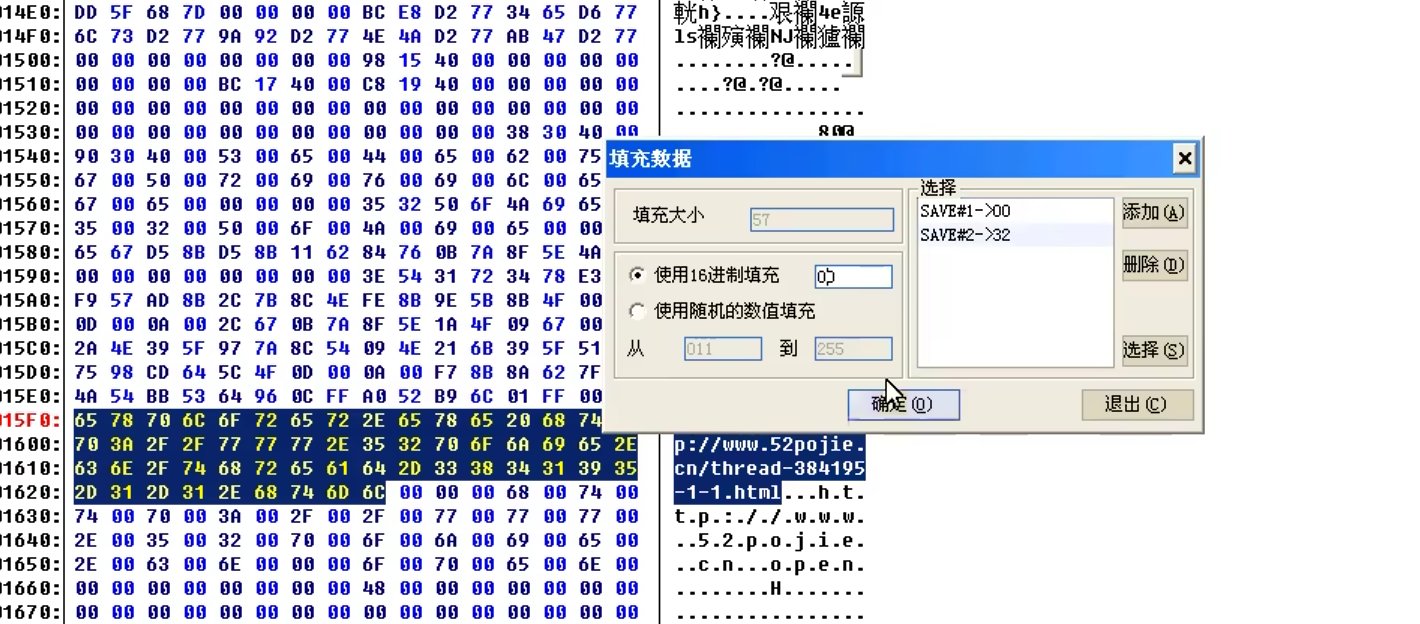 014E0: DD 5F 68 7D 00 00 00 00 BC E8 D2 77 34 65 D6 77 h}....艰襽4e
014F0: 6C 73 D2 77 9A 92 D2 77 4E 4A D2 77 AB 47 D2 77 ls襽殨襽NJ襽獹襽
01500: 00 00 00 00 00 00 00 00 98 15 40 00 00 00 00 00 ........?@.....
01510: 00 00 00 00 BC 17 40 00 C8 19 40 00 00 00 00 00 ....?@.?@.....
01520: 00 00 00 00 00 00 00 00 00 00 00 00 00 00 00 00 ................
01530: 00 00 00 00 00 00 00 00 00 00 00 00 38 30 40 00 80@
01540: 90 30 40 00 53 00 65 00 44 00 65 00 62 00 75
01550: 67 00 50 00 72 00 69 00 76 00 69 00 6C 00 65
01560: 67 00 65 00 00 00 00 00 35 32 50 6F 4A 69 65
01570: 35 00 32 00 50 00 6F 00 4A 00 69 00 65 00 00
01580: 65 67 D5 8B D5 8B 11 62 84 76 0B 7A 8F 5E 4A
01590: 00 00 00 00 00 00 00 00 3E 54 31 72 34 78 E3
015A0: F9 57 AD 8B 2C 7B 8C 4E FE 8B 9E 5B 8B 4F 00
015B0: 0D 00 0A 00 2C 67 0B 7A 8F 5E 1A 4F 09 67 00
015C0: 2A 4E 39 5F 97 7A 8C 54 09 4E 21 6B 39 5F 51
015D0: 75 98 CD 64 5C 4F 0D 00 0A 00 F7 8B 8A 62 7F
015E0: 4A 54 BB 53 64 96 0C FF A0 52 B9 6C 01 FF 00
015F0: 65 78 70 6C 6F 72 65 72 2E 65 78 65 20 68 74
01600: 70 3A 2F 2F 77 77 77 2E 35 32 70 6F 6A 69 65 2E p://www.52pojie.
01610: 63 6E 2F 74 68 72 65 61 64 2D 33 38 34 31 39 35 cn/thread-384195
01620: 2D 31 2D 31 2E 68 74 6D 6C 00 00 00 68 00 74 00 -1-1.html...h.t.
01630: 74 00 70 00 3A 00 2F 00 2F 00 77 00 77 00 77 00 t.p.:././.w.w.w.
01640: 2E 00 35 00 32 00 70 00 6F 00 6A 00 69 00 65 00 ..5.2.p.o.j.i.e.
01650: 2E 00 63 00 6E 00 00 00 6F 00 70 00 65 00 6E 00 ..c.n...o.p.e.n.
01660: 00 00 00 00 00 00 00 00 48 00 00 00 00 00 00 00 ........H.......
01670: 00 00 00 00 00 00 00 00 00 00 00 00 00 00 00 00 ................
填充数据
填充大小 57
使用16进制填充
使用随机的数值填充
从 011 到 255
选择
SAVE#1->00
SAVE#2->32
添加(A)
删除(D)
选择(S)
确定(O)
退出(C)